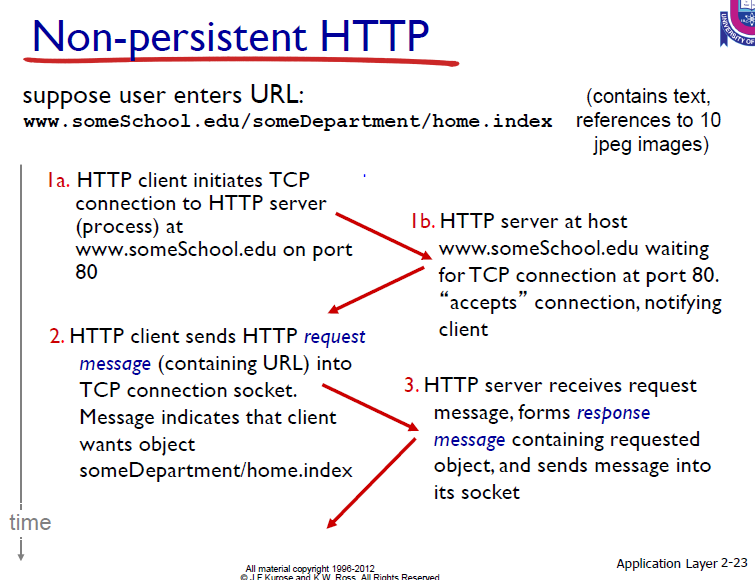 Non-persistent HTTP
suppose user enters URL:
www.someSchool.edu/someDepartment/home.index
(contains text,
references to 10
jpeg images)
1a. HTTP client initiates TCP
connection to HTTP server
(process) at
www.someSchool.edu on port
80
1b. HTTP server at host
www.someSchool.edu waiting
for TCP connection at port 80.
“accepts” connection, notifying
client
2. HTTP client sends HTTP request
message (containing URL) into
TCP connection socket.
Message indicates that client
wants object
someDepartment/home.index
3. HTTP server receives request
message, forms response
message containing requested
object, and sends message into
its socket
time
All material copyright 1996-2012
© J.F Kurose and K.W. Ross, All Rights Reserved
Application Layer 2-23
UNIVERSITY OF